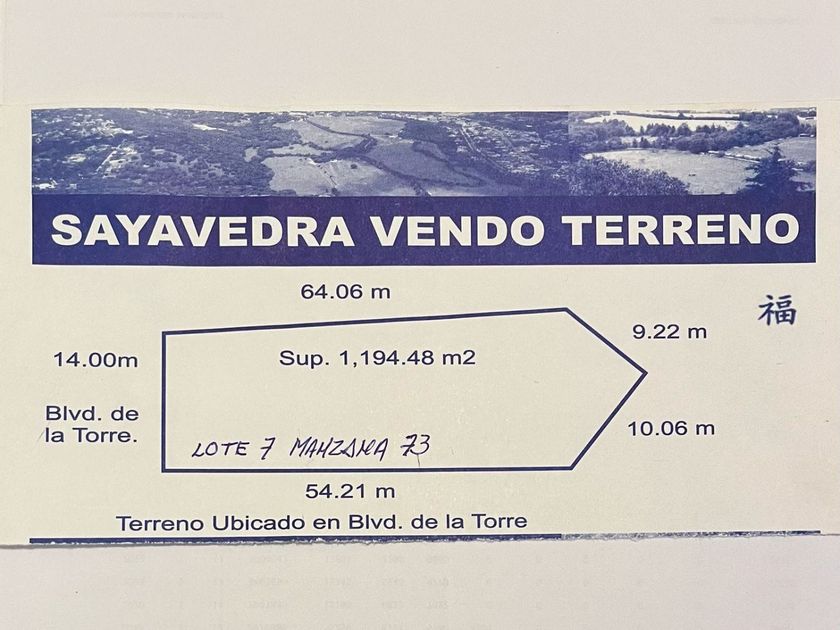 SAYAVEDRA VENDO TERRENO
64.06 m
福
9.22 m
14.00m
Sup. 1,194.48 m2
Blvd. de
la Torre.
10.06 m
LOTE 7 MANZANA 73
54.21 m
Terreno Ubicado en Blvd. de la Torre